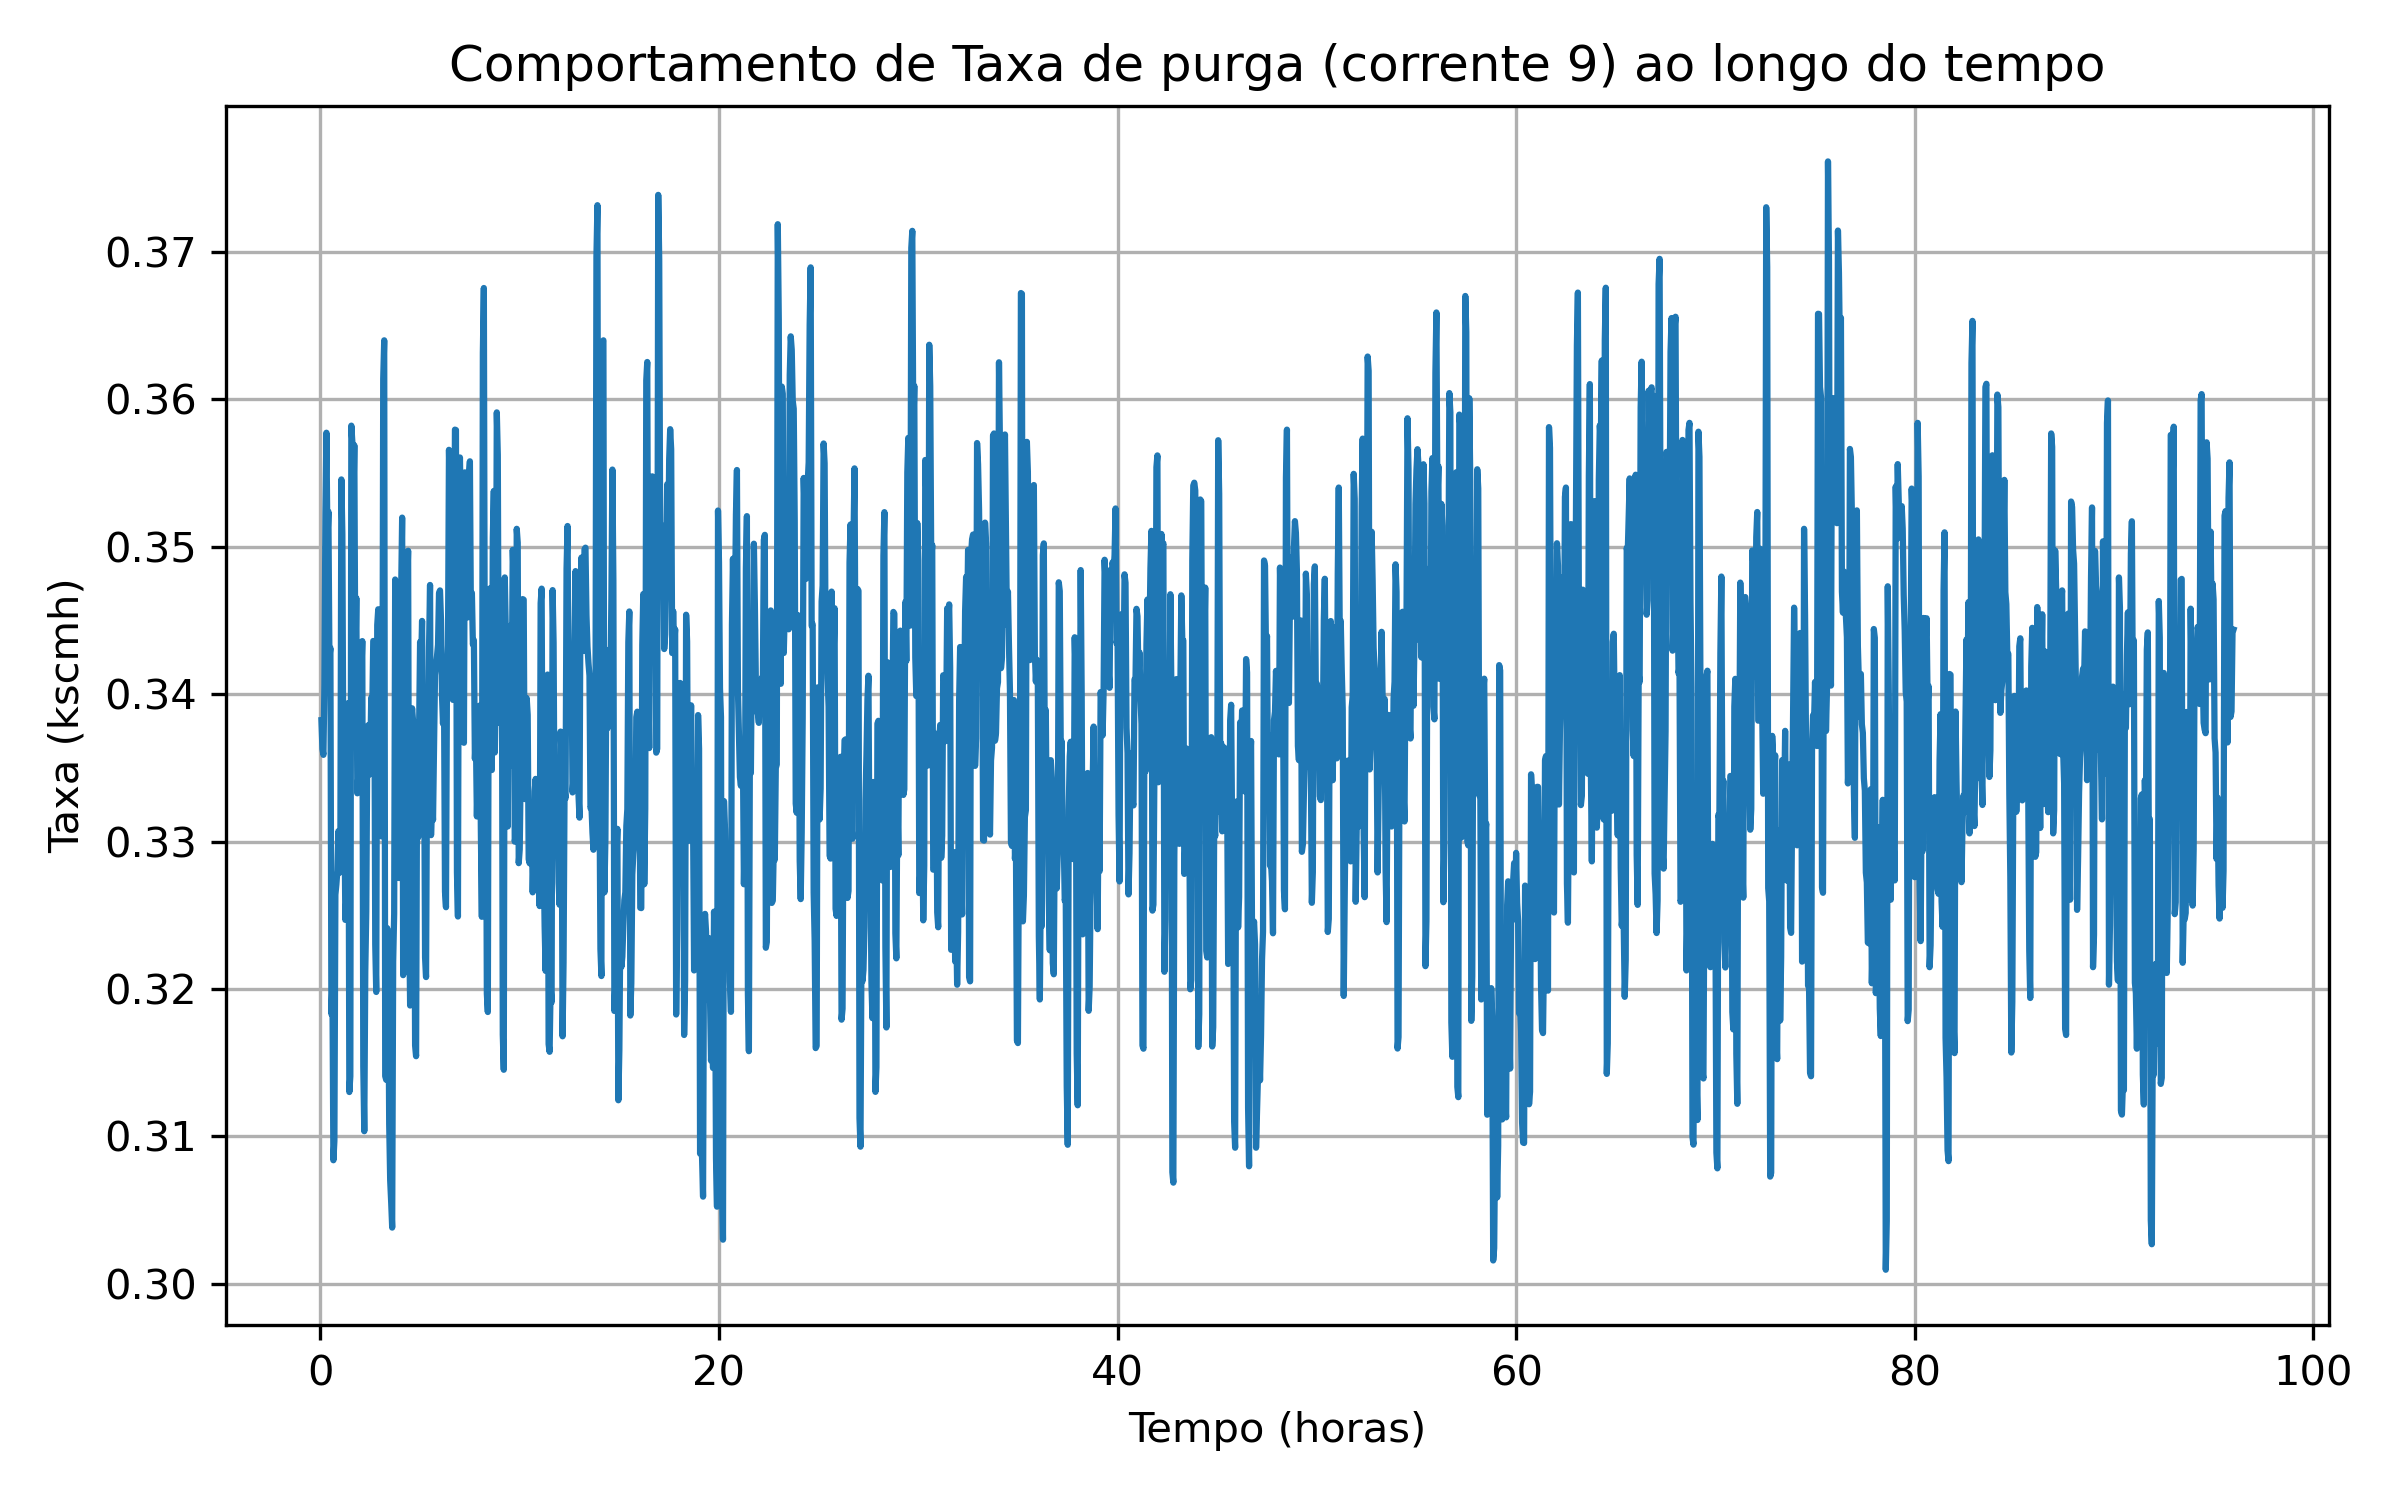 Comportamento de Taxa de purga (corrente 9) ao longo do tempo
Taxa (kscmh)
0.37
0.36
0.35
0.34
0.33
0.32
0.31
0.30
0 20 40 60 80 100
Tempo (horas)